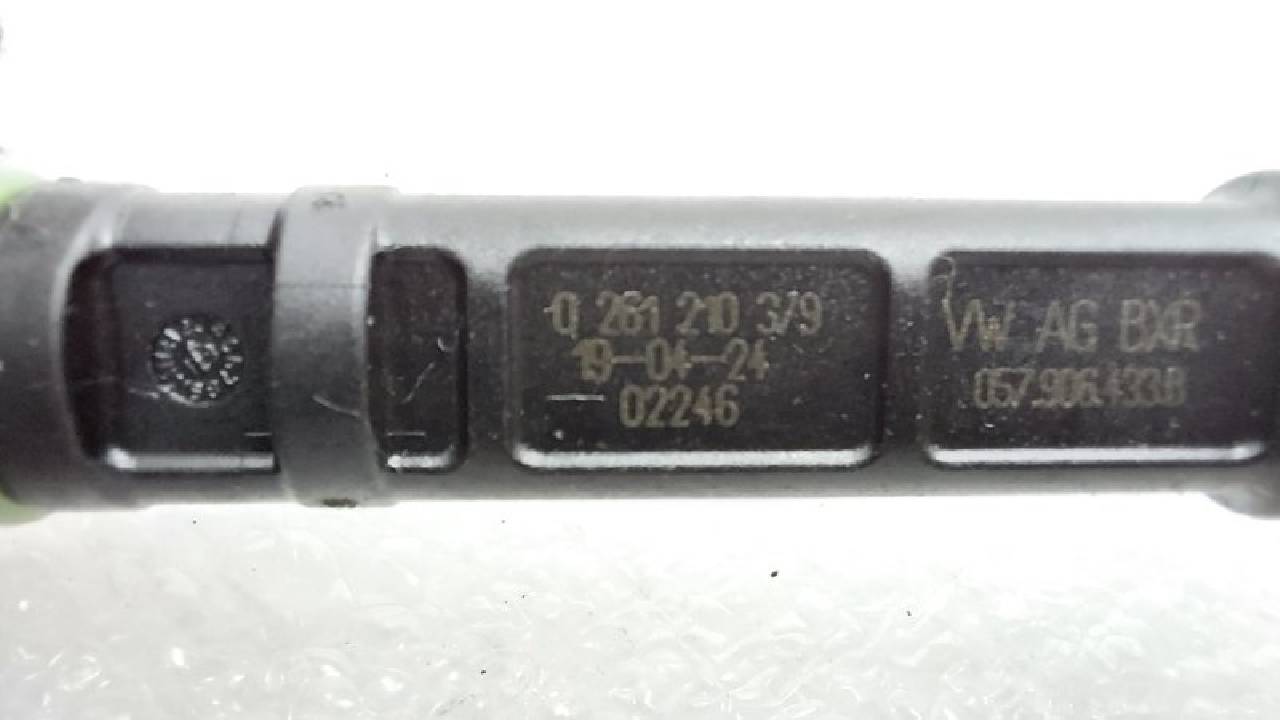 0 261 210 379
19-04-24
02246
VW AG BXR
057.906.433.B